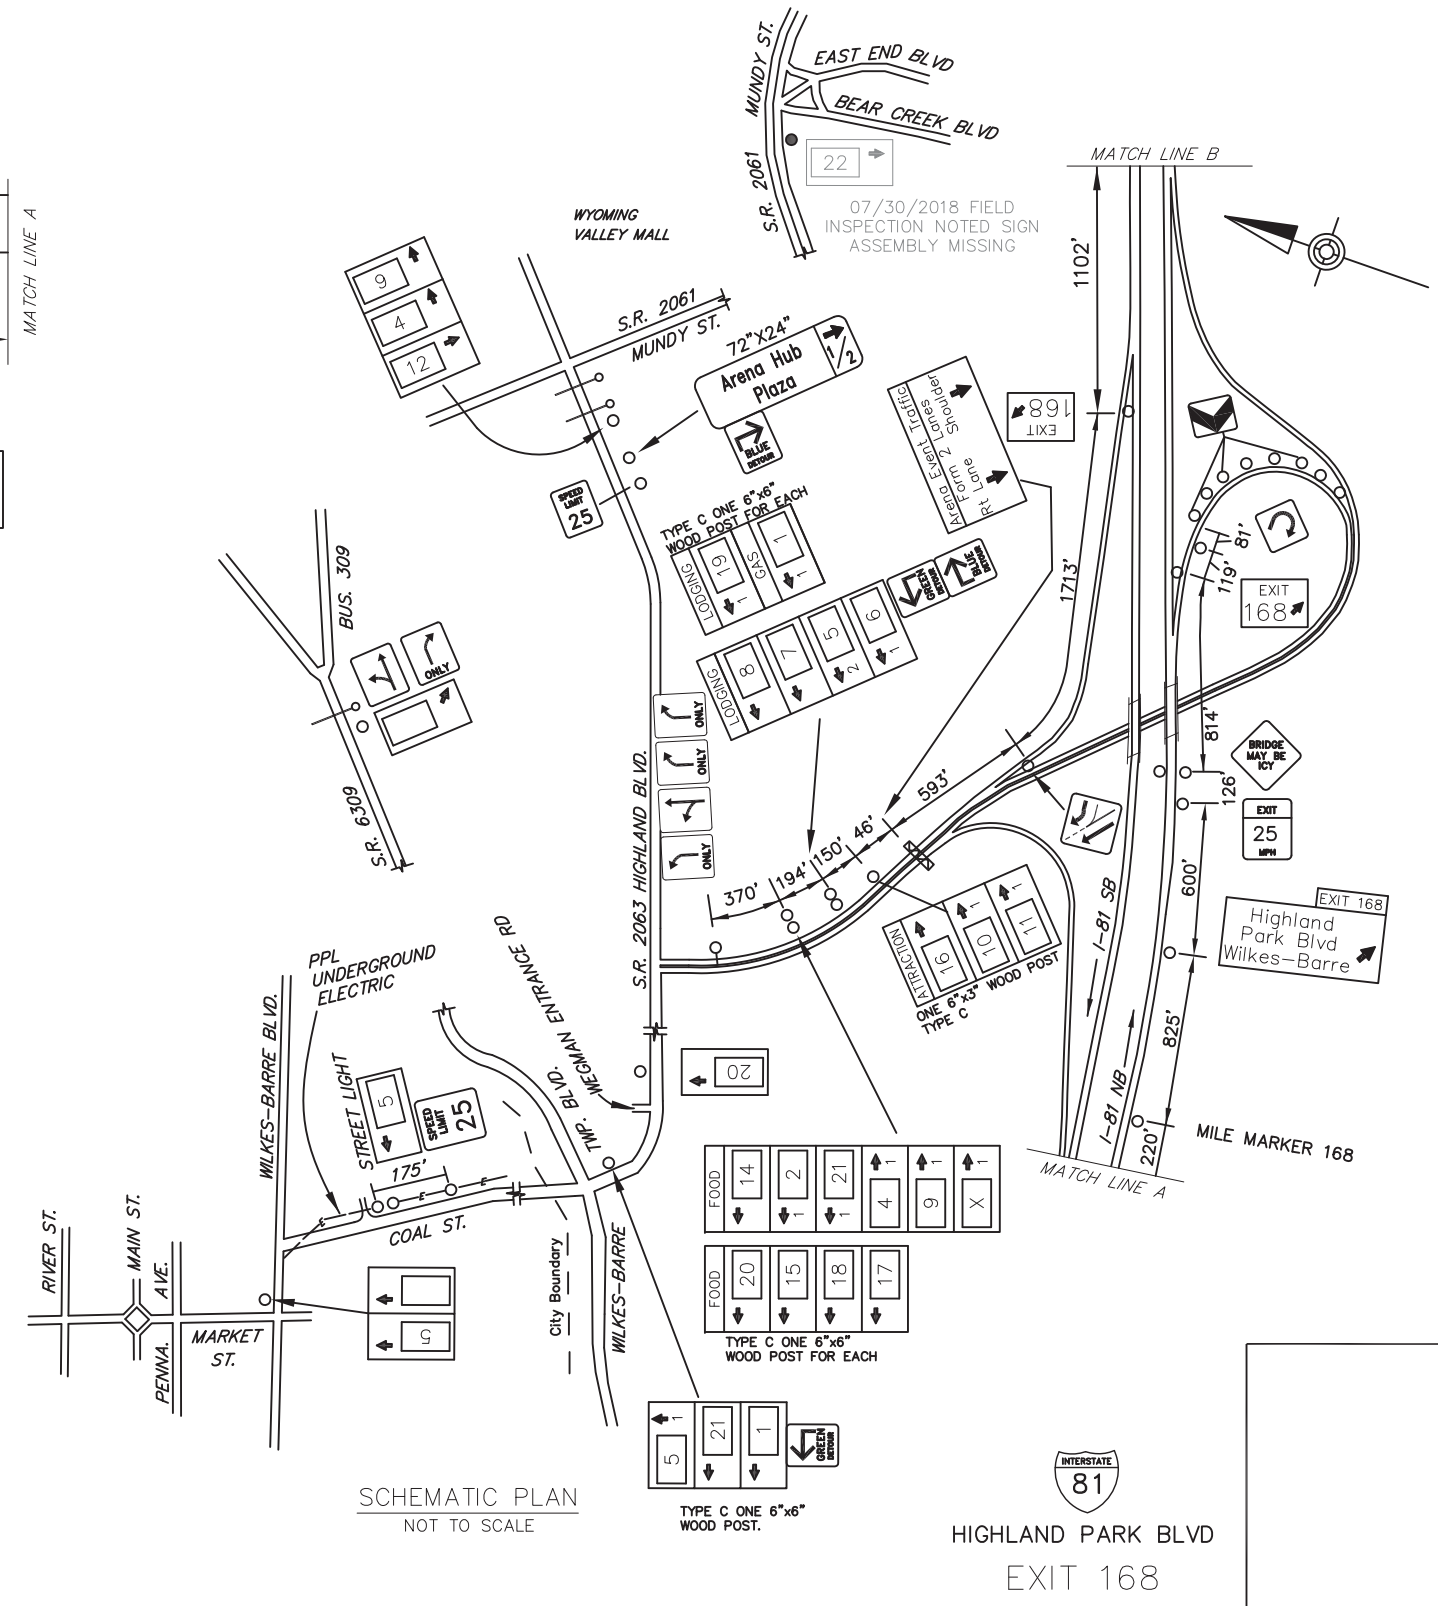 MATCH LINE A
MUNDY ST.
EAST END BLVD
BEAR CREEK BLVD
S.R. 2061
22
07/30/2018 FIELD
INSPECTION NOTED SIGN
ASSEMBLY MISSING
MATCH LINE B
1102'
WYOMING
VALLEY MALL
9
4
12
S.R. 2061
MUNDY ST.
72"X24"
Arena Hub
Plaza
1/2
BLUE
DETOUR
SPEED
LIMIT
25
Arena Event Traffic
Form 2 Lanes
Rt Lane Shoulder
EXIT
168
1713'
81'
119'
EXIT
168
TYPE C ONE 6"x6"
WOOD POST FOR EACH
LODGING
19
1
GAS
1
1
GREEN
DETOUR
BLUE
DETOUR
LODGING
8
7
5
2
6
1
BUS. 309
ONLY
S.R. 6309
ONLY
ONLY
ONLY
S.R. 2063 HIGHLAND BLVD.
593'
46'
150'
194'
370'
814'
126'
BRIDGE
MAY BE
ICY
EXIT
25
MPH
600'
EXIT 168
Highland
Park Blvd
Wilkes-Barre
825'
I-81 SB
I-81 NB
220'
MILE MARKER 168
MATCH LINE A
ATTRACTION
16
10
1
11
1
ONE 6"x3" WOOD POST
TYPE C
PPL
UNDERGROUND
ELECTRIC
WILKES-BARRE BLVD.
STREET LIGHT
5
SPEED
LIMIT
25
175'
E
E
E
COAL ST.
WEGMAN ENTRANCE RD
TWP. BLVD.
WILKES-BARRE
City Boundary
20
RIVER ST.
MAIN ST.
PENNA. AVE.
MARKET
ST.
5
FOOD
14
2
1
21
1
4
1
9
1
X
1
FOOD
20
15
18
17
TYPE C ONE 6"x6"
WOOD POST FOR EACH
5
1
21
1
GREEN
DETOUR
TYPE C ONE 6"x6"
WOOD POST.
SCHEMATIC PLAN
NOT TO SCALE
INTERSTATE
81
HIGHLAND PARK BLVD
EXIT 168